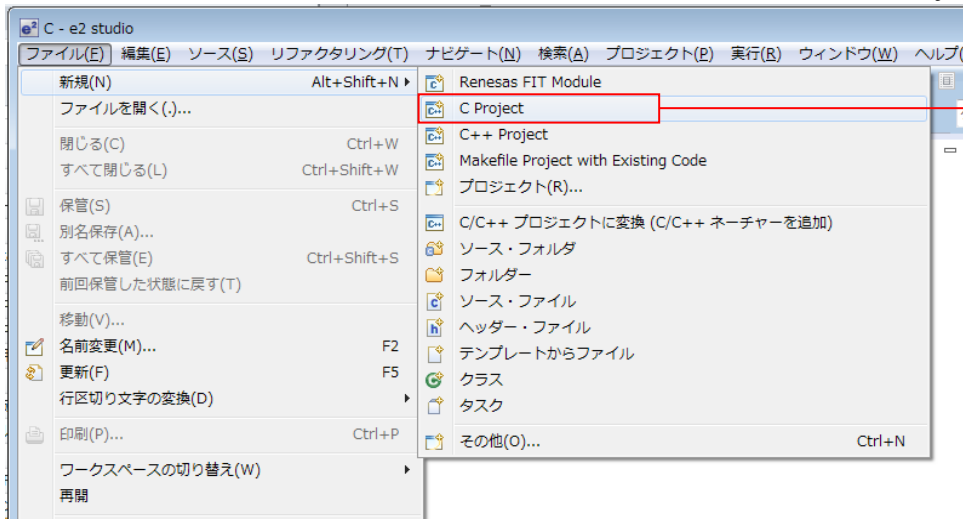 e² C - e2 studio
ファイル(F) 編集(E) ソース(S) リファクタリング(T) ナビゲート(N) 検索(A) プロジェクト(P) 実行(R) ウィンドウ(W) ヘルプ(
新規(N) Alt+Shift+N
ファイルを開く(.)...
閉じる(C) Ctrl+W
すべて閉じる(L) Ctrl+Shift+W
保管(S) Ctrl+S
別名保存(A)...
すべて保管(E) Ctrl+Shift+S
前回保管した状態に戻す(T)
移動(V)...
名前変更(M)... F2
更新(F) F5
行区切り文字の変換(D)
印刷(P)... Ctrl+P
ワークスペースの切り替え(W)
再開
Renesas FIT Module
C Project
C++ Project
Makefile Project with Existing Code
プロジェクト(R)...
C/C++ プロジェクトに変換 (C/C++ ネーチャーを追加)
ソース・フォルダ
フォルダー
ソース・ファイル
ヘッダー・ファイル
テンプレートからファイル
クラス
タスク
その他(O)... Ctrl+N